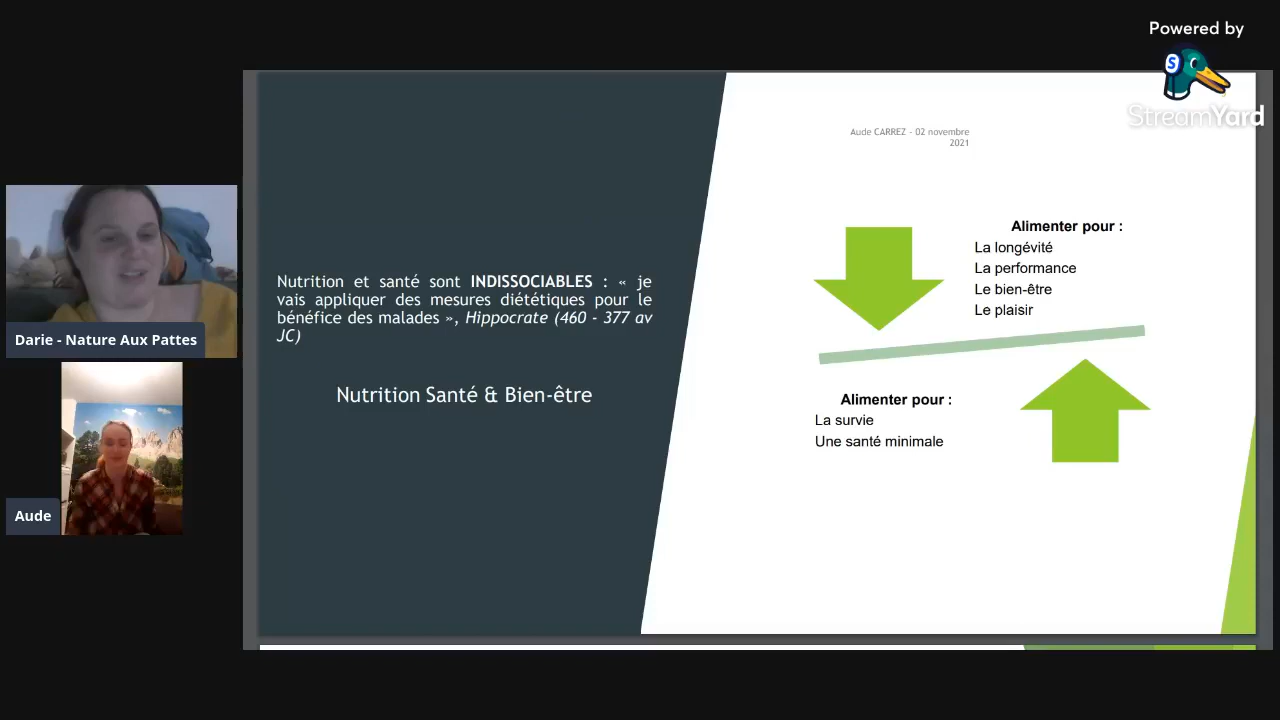 Powered by
StreamYard
Aude CARREZ - 02 novembre
2021
Nutrition et santé sont INDISSOCIABLES : « je
vais appliquer des mesures diététiques pour le
bénéfice des malades », Hippocrate (460 - 377 av
JC)
Nutrition Santé & Bien-être
Alimenter pour :
La longévité
La performance
Le bien-être
Le plaisir
Alimenter pour :
La survie
Une santé minimale
Darie - Nature Aux Pattes
Aude